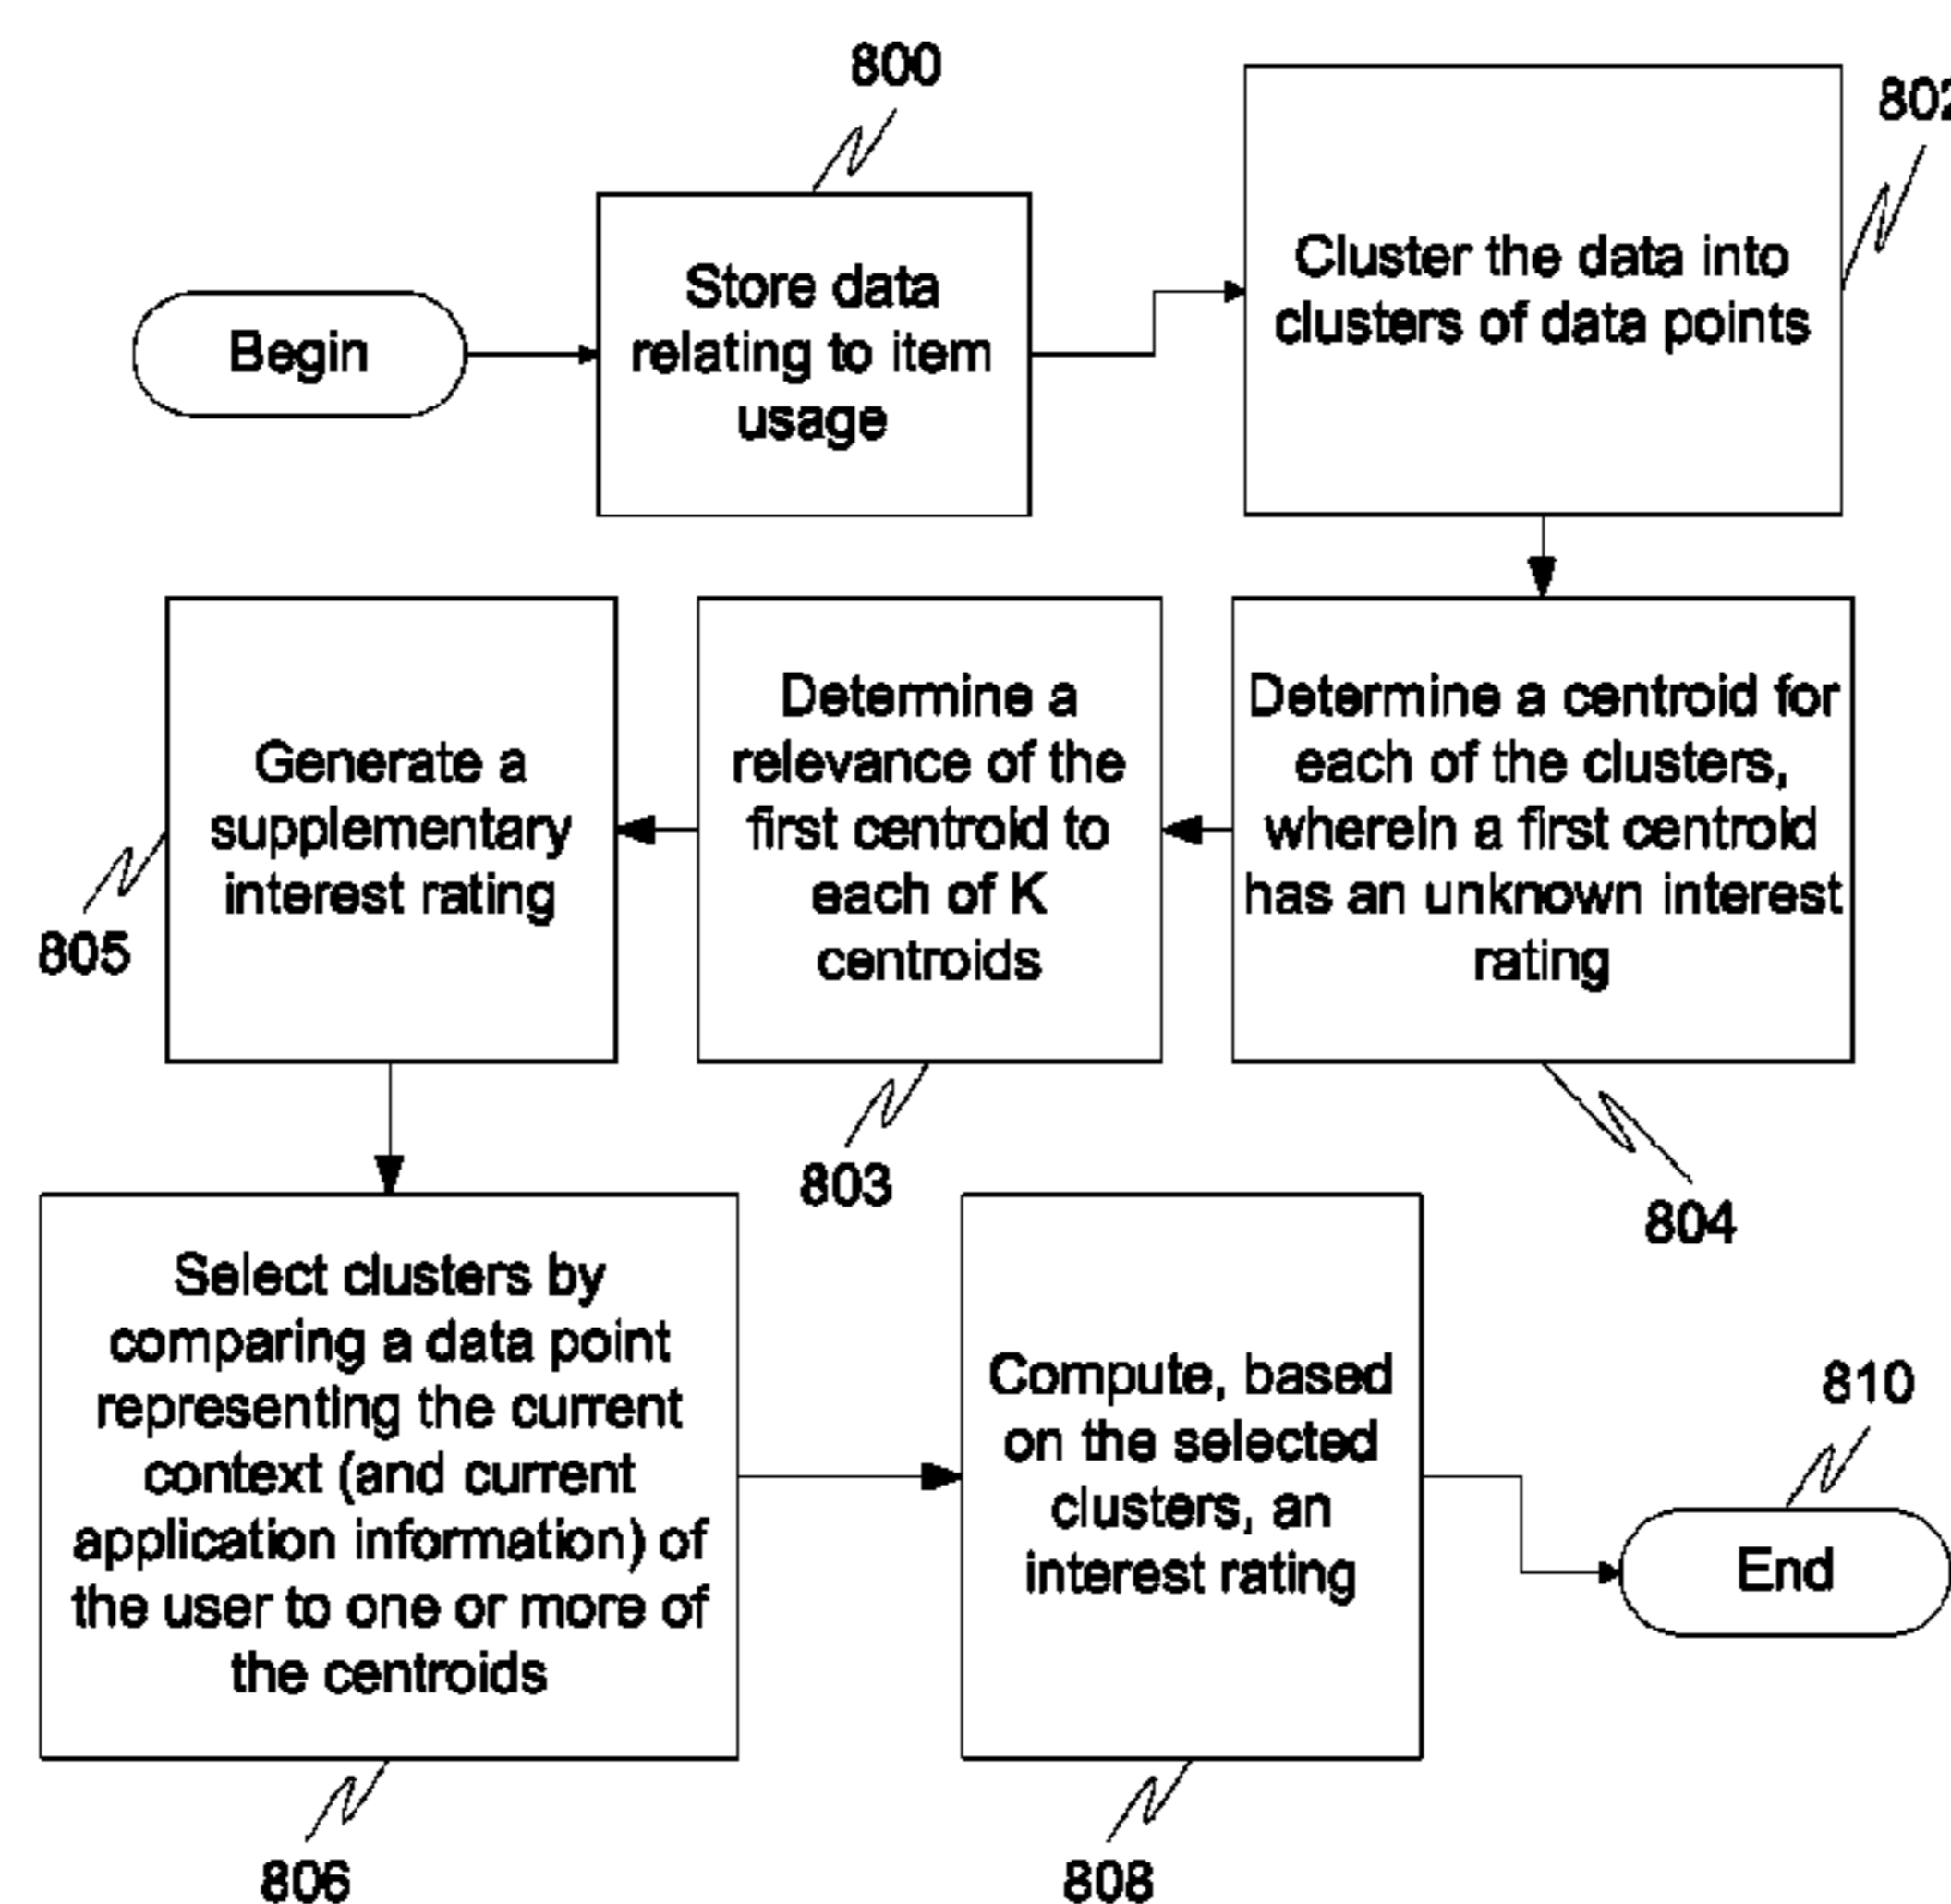 800
802
Begin
Store data
relating to item
usage
Cluster the data into
clusters of data points
Generate a
supplementary
interest rating
805
Determine a
relevance of the
first centroid to
each of K
centroids
803
Determine a centroid for
each of the clusters,
wherein a first centroid
has an unknown interest
rating
804
Select clusters by
comparing a data point
representing the current
context (and current
application information) of
the user to one or more of
the centroids
806
Compute, based
on the selected
clusters, an
interest rating
808
810
End